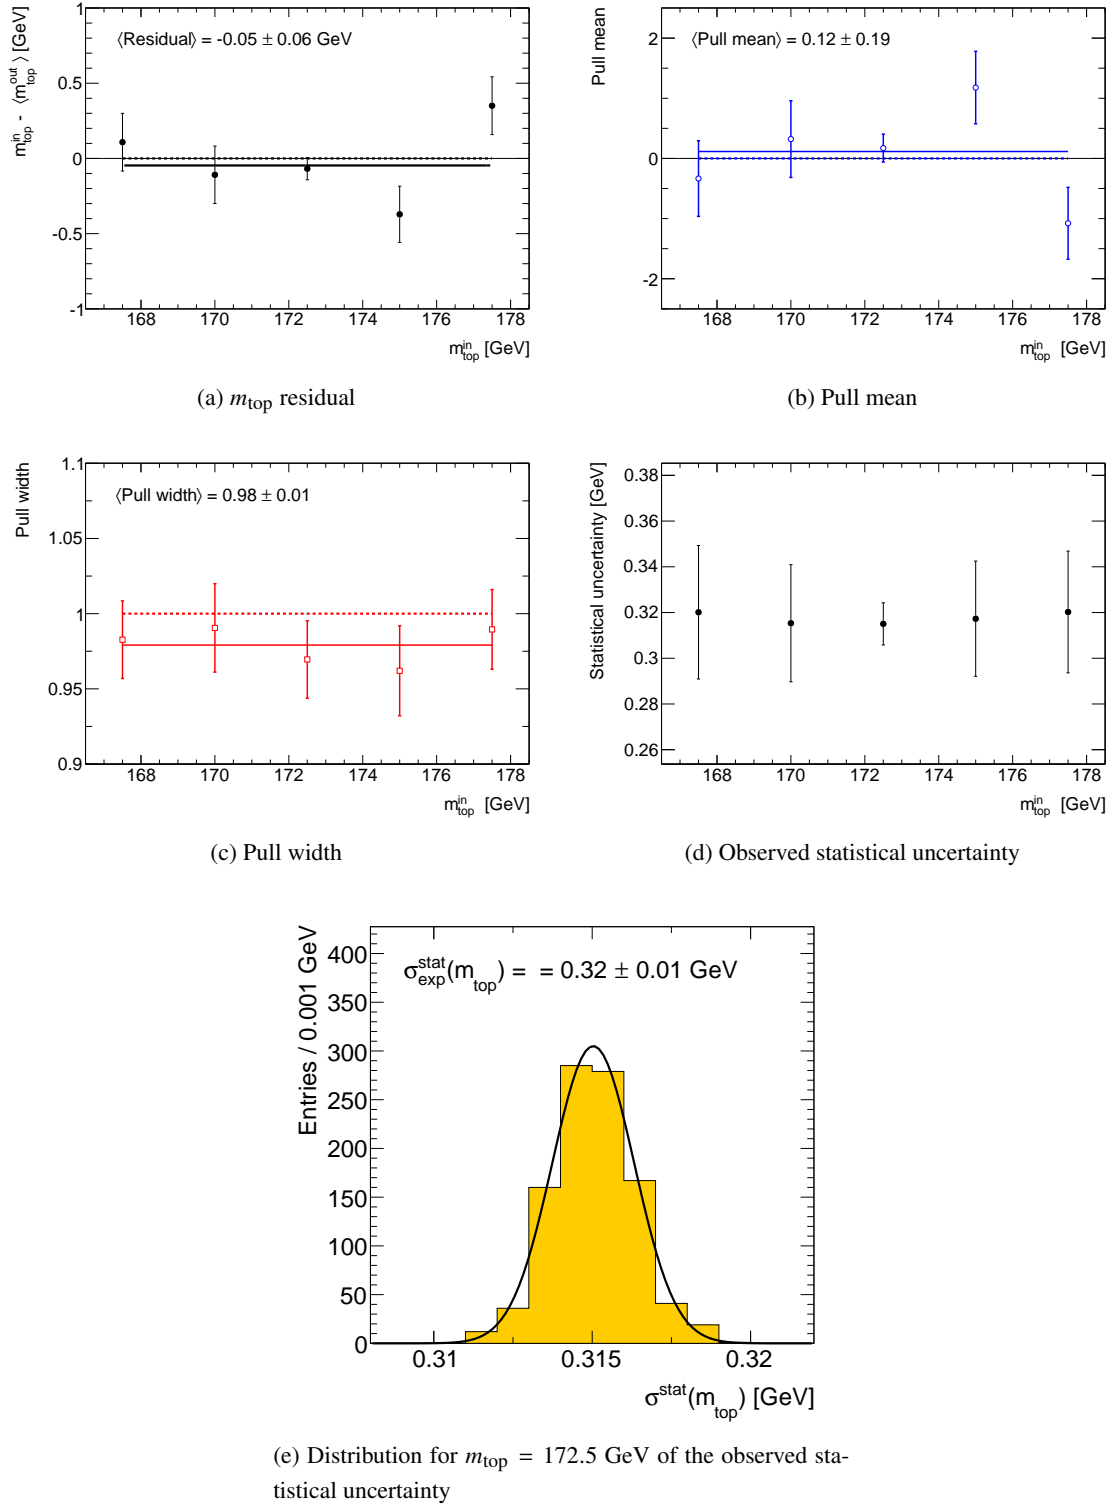 ⟨Residual⟩ = -0.05 ± 0.06 GeV
m_top^in - ⟨m_top^out⟩ [GeV]
1
0.5
0
-0.5
-1
168 170 172 174 176 178
m_top^in [GeV]
(a) m_top residual
⟨Pull mean⟩ = 0.12 ± 0.19
Pull mean
2
0
-2
168 170 172 174 176 178
m_top^in [GeV]
(b) Pull mean
⟨Pull width⟩ = 0.98 ± 0.01
Pull width
1.1
1.05
1
0.95
0.9
168 170 172 174 176 178
m_top^in [GeV]
(c) Pull width
Statistical uncertainty [GeV]
0.38
0.36
0.34
0.32
0.3
0.28
0.26
168 170 172 174 176 178
m_top^in [GeV]
(d) Observed statistical uncertainty
σ_exp^stat(m_top) = = 0.32 ± 0.01 GeV
Entries / 0.001 GeV
400
350
300
250
200
150
100
50
0
0.31 0.315 0.32
σ^stat(m_top) [GeV]
(e) Distribution for m_top = 172.5 GeV of the observed sta-
tistical uncertainty